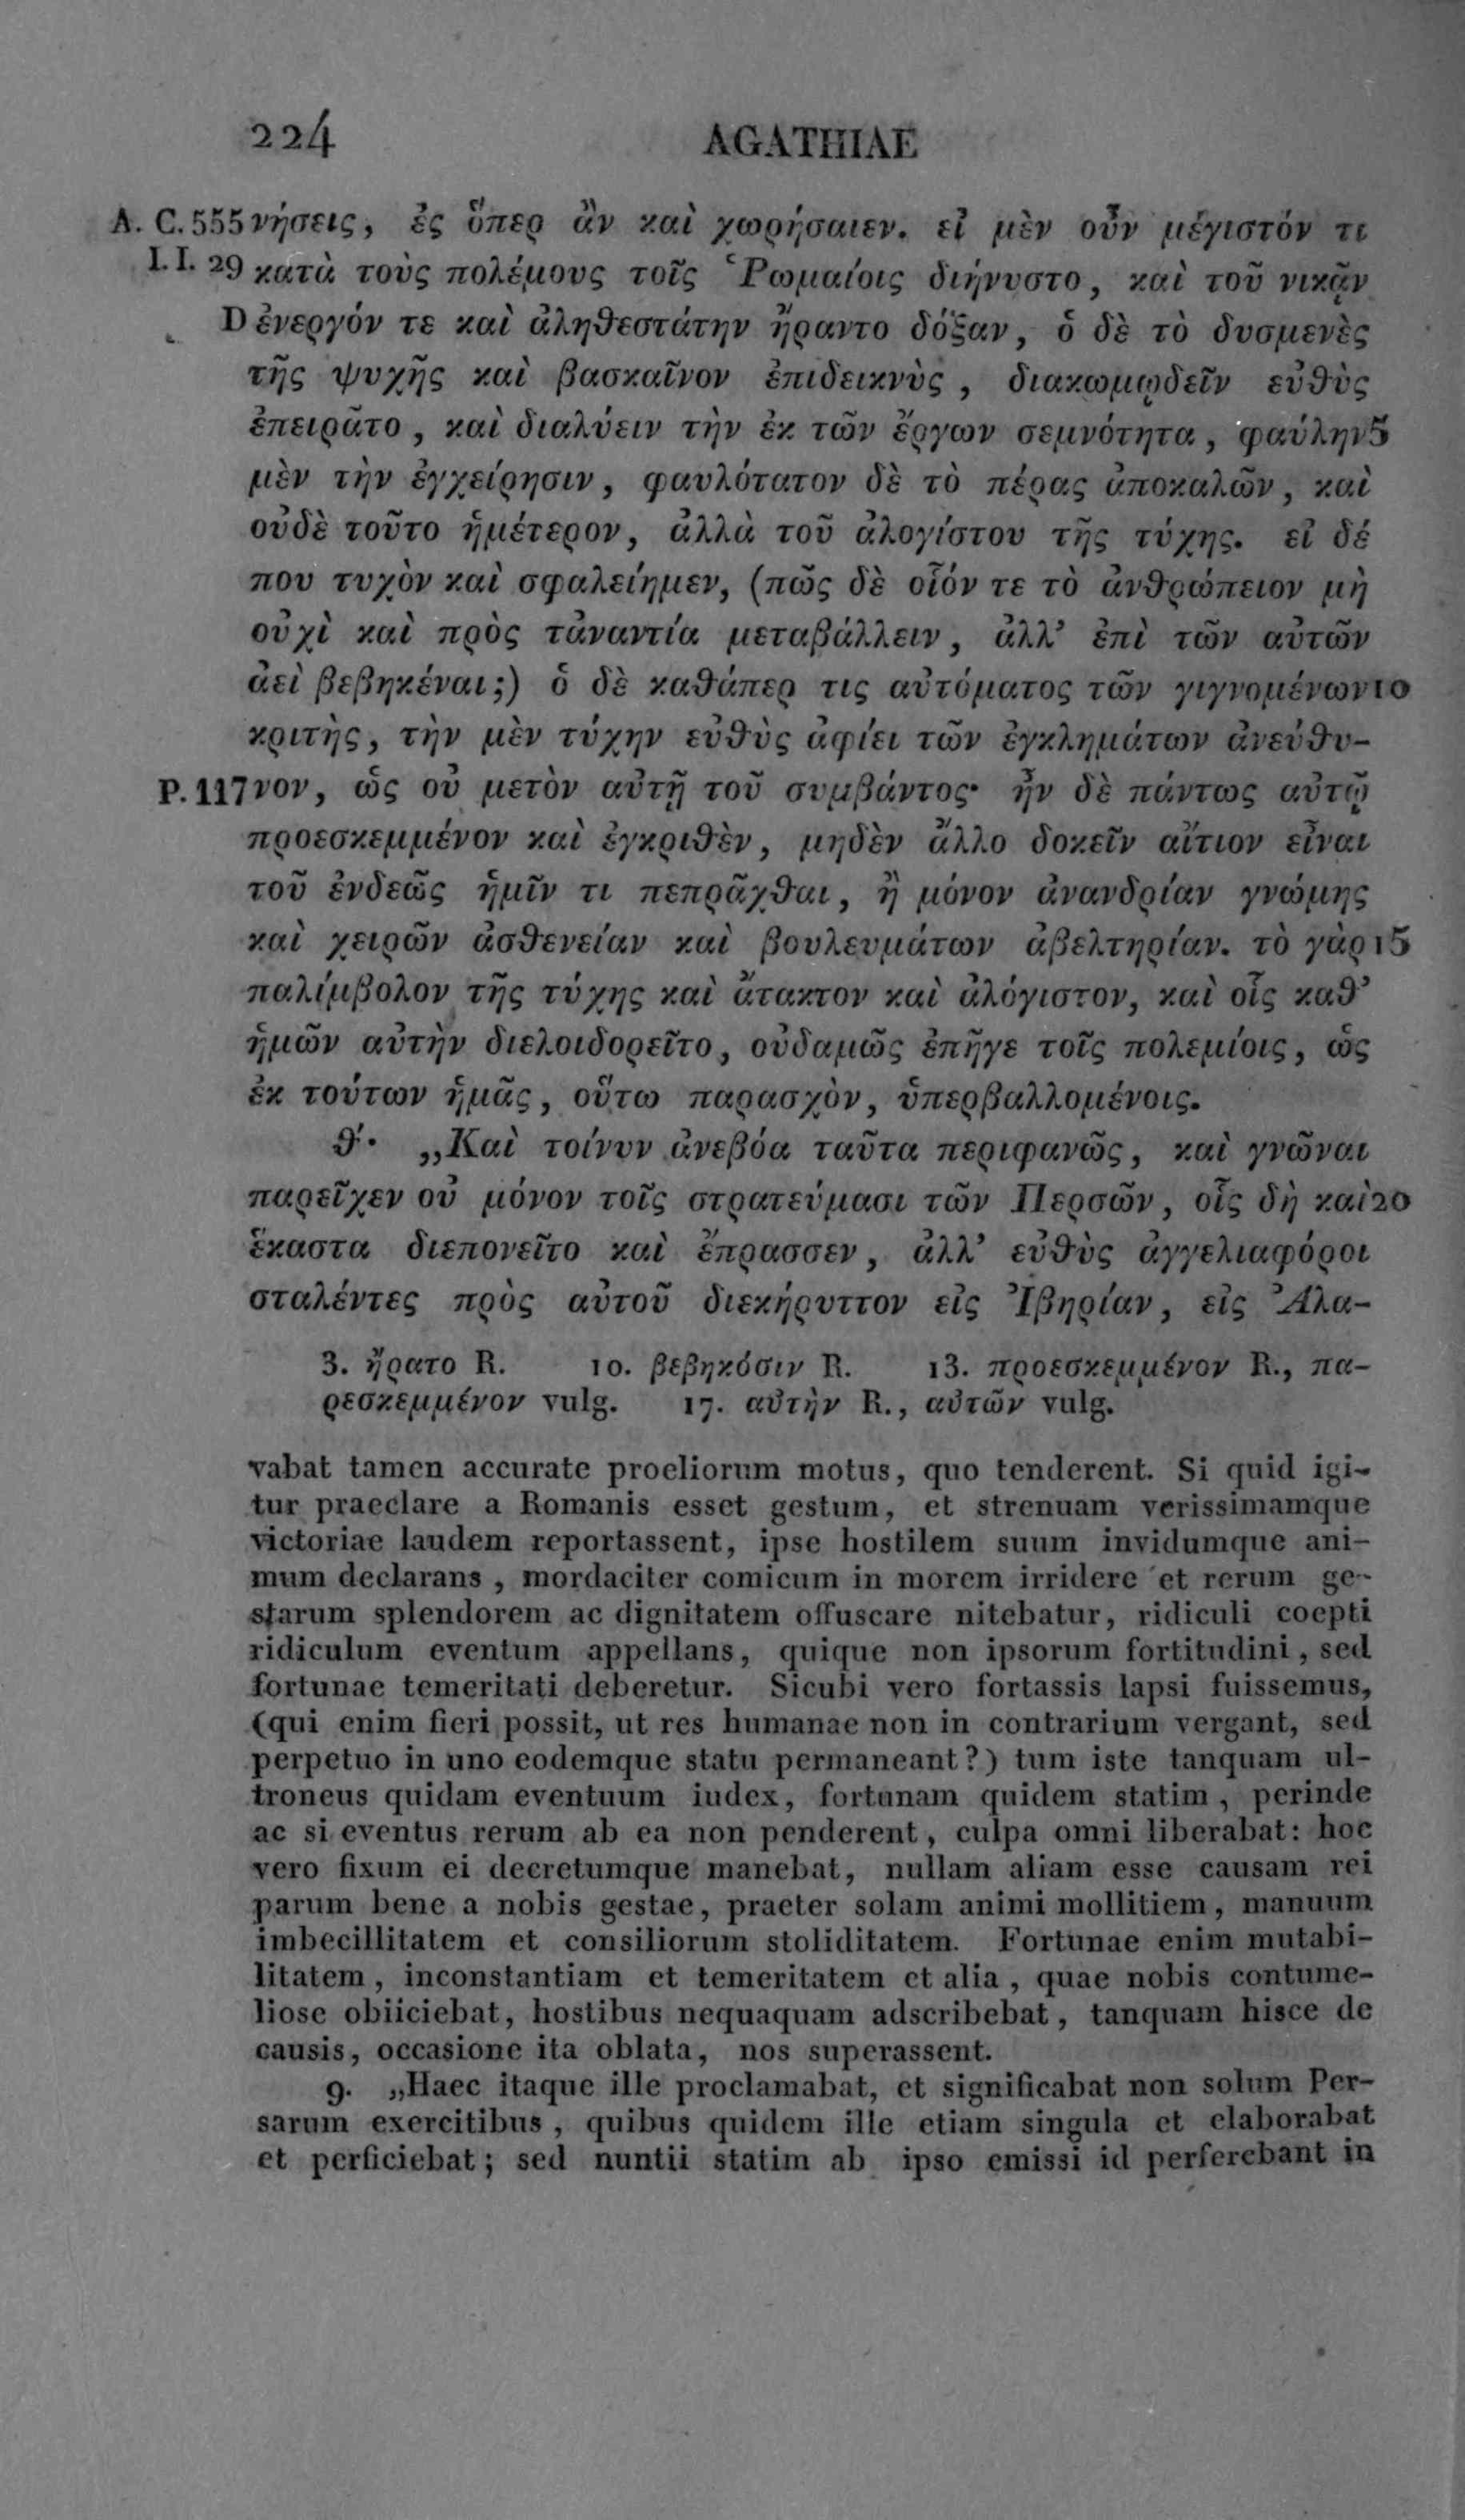 224 AGATHIAE
A. C. 555 νήσεις, ἐς ὅπερ ἂν καὶ χωρήσαιεν. εἰ μὲν οὖν μέγιστόν τι
I. I. 29 κατὰ τοὺς πολέμους τοῖς Ῥωμαίοις διήνυστο, καὶ τοῦ νικᾷν
D ἐνεργόν τε καὶ ἀληθεστάτην ἤραντο δόξαν, ὁ δὲ τὸ δυσμενὲς
τῆς ψυχῆς καὶ βασκαῖνον ἐπιδεικνὺς, διακωμῳδεῖν εὐθὺς
ἐπειρᾶτο, καὶ διαλύειν τὴν ἐκ τῶν ἔργων σεμνότητα, φαύλην 5
μὲν τὴν ἐγχείρησιν, φαυλότατον δὲ τὸ πέρας ἀποκαλῶν, καὶ
οὐδὲ τοῦτο ἡμέτερον, ἀλλὰ τοῦ ἀλογίστου τῆς τύχης. εἰ δέ
που τυχὸν καὶ σφαλείημεν, (πῶς δὲ οἷόν τε τὸ ἀνθρώπειον μὴ
οὐχὶ καὶ πρὸς τἀναντία μεταβάλλειν, ἀλλ’ ἐπὶ τῶν αὐτῶν
ἀεὶ βεβηκέναι;) ὁ δὲ καθάπερ τις αὐτόματος τῶν γιγνομένων 10
κριτὴς, τὴν μὲν τύχην εὐθὺς ἀφίει τῶν ἐγκλημάτων ἀνεύθυ-
P. 117 νον, ὡς οὐ μετὸν αὐτῇ τοῦ συμβάντος· ἦν δὲ πάντως αὐτῷ
προεσκεμμένον καὶ ἐγκριθὲν, μηδὲν ἄλλο δοκεῖν αἴτιον εἶναι
τοῦ ἐνδεῶς ἡμῖν τι πεπρᾶχθαι, ἢ μόνον ἀνανδρίαν γνώμης
καὶ χειρῶν ἀσθενείαν καὶ βουλευμάτων ἀβελτηρίαν. τὸ γὰρ 15
παλίμβολον τῆς τύχης καὶ ἄτακτον καὶ ἀλόγιστον, καὶ οἷς καθ’
ἡμῶν αὐτὴν διελοιδορεῖτο, οὐδαμῶς ἐπῆγε τοῖς πολεμίοις, ὡς
ἐκ τούτων ἡμᾶς, οὕτω παρασχὸν, ὑπερβαλλομένοις.
θ΄. „Καὶ τοίνυν ἀνεβόα ταῦτα περιφανῶς, καὶ γνῶναι
παρεῖχεν οὐ μόνον τοῖς στρατεύμασι τῶν Περσῶν, οἷς δὴ καὶ 20
ἕκαστα διεπονεῖτο καὶ ἔπρασσεν, ἀλλ’ εὐθὺς ἀγγελιαφόροι
σταλέντες πρὸς αὐτοῦ διεκήρυττον εἰς Ἰβηρίαν, εἰς Ἀλα-
3. ἤρατο R. 10. βεβηκόσιν R. 13. προεσκεμμένον R., πα-
ρεσκεμμένον vulg. 17. αὐτὴν R., αὐτῶν vulg.
vabat tamen accurate proeliorum motus, quo tenderent. Si quid igi-
tur praeclare a Romanis esset gestum, et strenuam verissimamque
victoriae laudem reportassent, ipse hostilem suum invidumque ani-
mum declarans, mordaciter comicum in morem irridere et rerum ge-
starum splendorem ac dignitatem offuscare nitebatur, ridiculi coepti
ridiculum eventum appellans, quique non ipsorum fortitudini, sed
fortunae temeritati deberetur. Sicubi vero fortassis lapsi fuissemus,
(qui enim fieri possit, ut res humanae non in contrarium vergant, sed
perpetuo in uno eodemque statu permaneant?) tum iste tanquam ul-
troneus quidam eventuum iudex, fortunam quidem statim, perinde
ac si eventus rerum ab ea non penderent, culpa omni liberabat: hoc
vero fixum ei decretumque manebat, nullam aliam esse causam rei
parum bene a nobis gestae, praeter solam animi mollitiem, manuum
imbecillitatem et consiliorum stoliditatem. Fortunae enim mutabi-
litatem, inconstantiam et temeritatem et alia, quae nobis contume-
liose obiiciebat, hostibus nequaquam adscribebat, tanquam hisce de
causis, occasione ita oblata, nos superassent.
9. „Haec itaque ille proclamabat, et significabat non solum Per-
sarum exercitibus, quibus quidem ille etiam singula et elaborabat
et perficiebat; sed nuntii statim ab ipso emissi id perferebant in